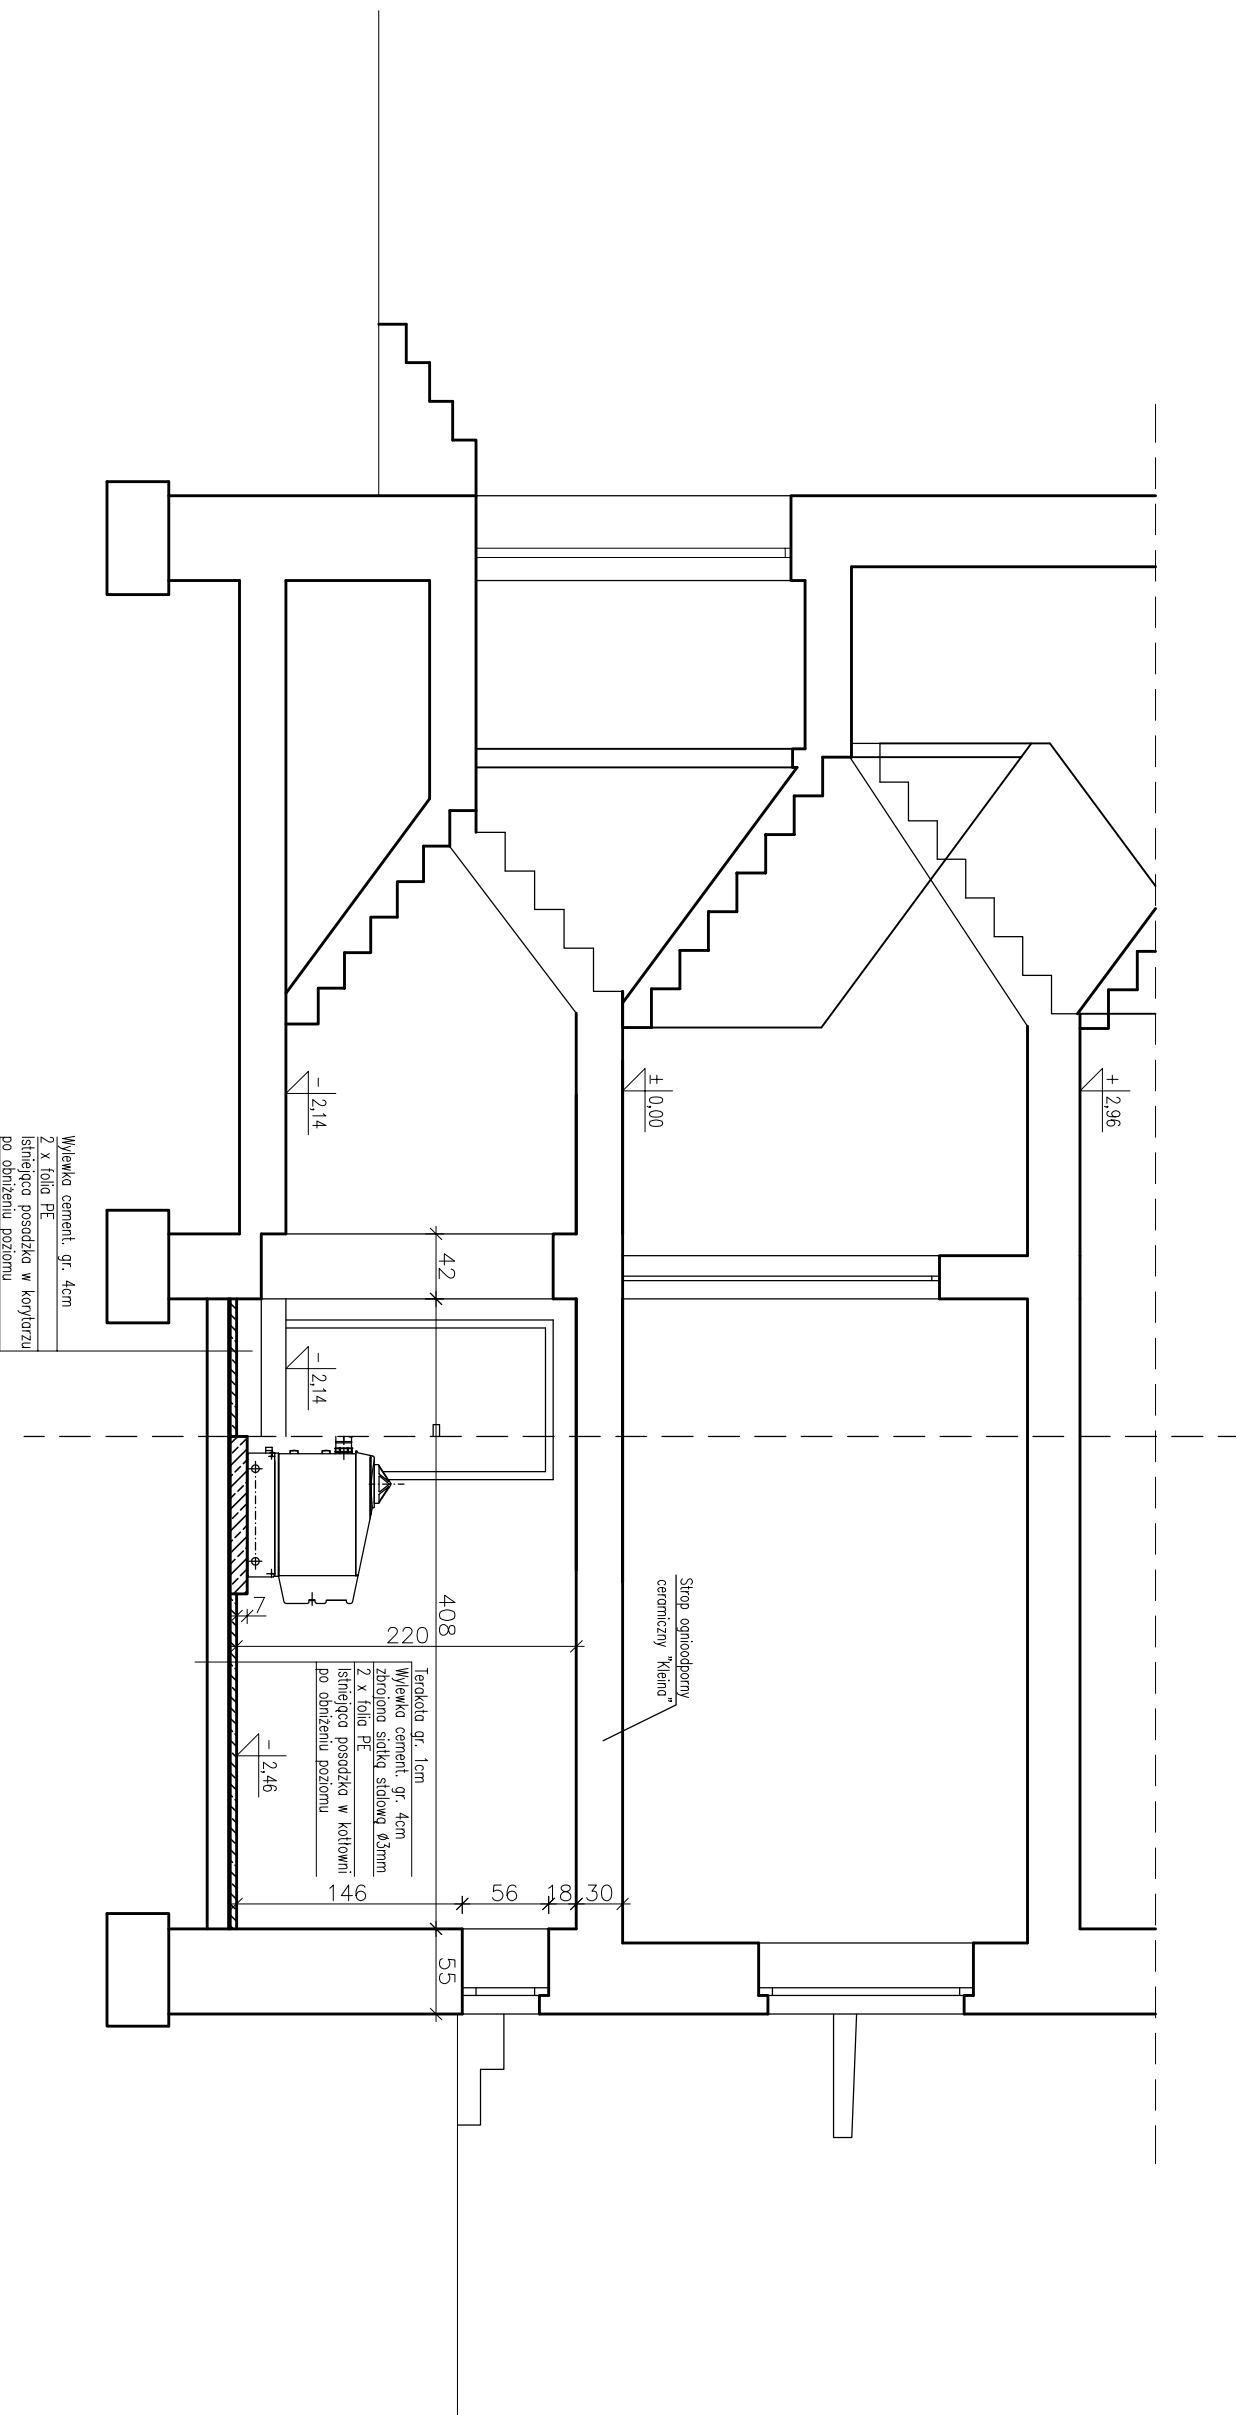 + 2,96
± 0,00
- 2,14
Wylewka cement. gr. 4cm
2 x folia PE
Istniejąca posadzka w korytarzu
po obniżeniu poziomu
42
- 2,14
408
220
7
Strop ognioodporny
ceramiczny "Kleina"
Terakota gr. 1cm
Wylewka cement. gr. 4cm
zbrojona siatką stalową Ø3mm
2 x folia PE
Istniejąca posadzka w kotłowni
po obniżeniu poziomu
- 2,46
146
56
18
30
55